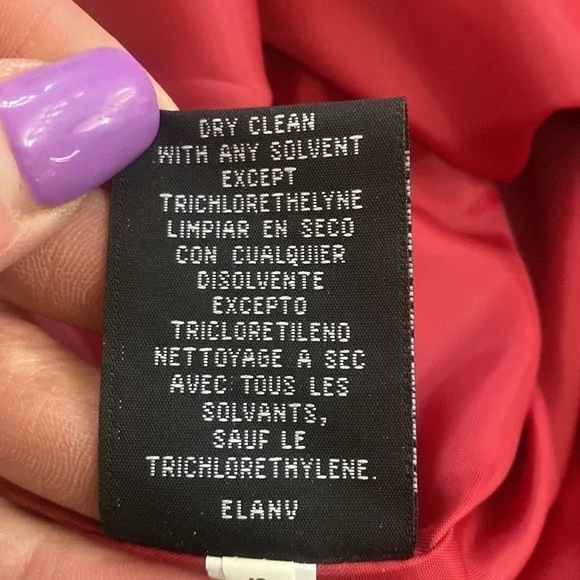 DRY CLEAN
WITH ANY SOLVENT
EXCEPT
TRICHLORETHELYNE
LIMPIAR EN SECO
CON CUALQUIER
DISOLVENTE
EXCEPTO
TRICLORETILENO
NETTOYAGE A SEC
AVEC TOUS LES
SOLVANTS,
SAUF LE
TRICHLORETHYLENE.
ELANV